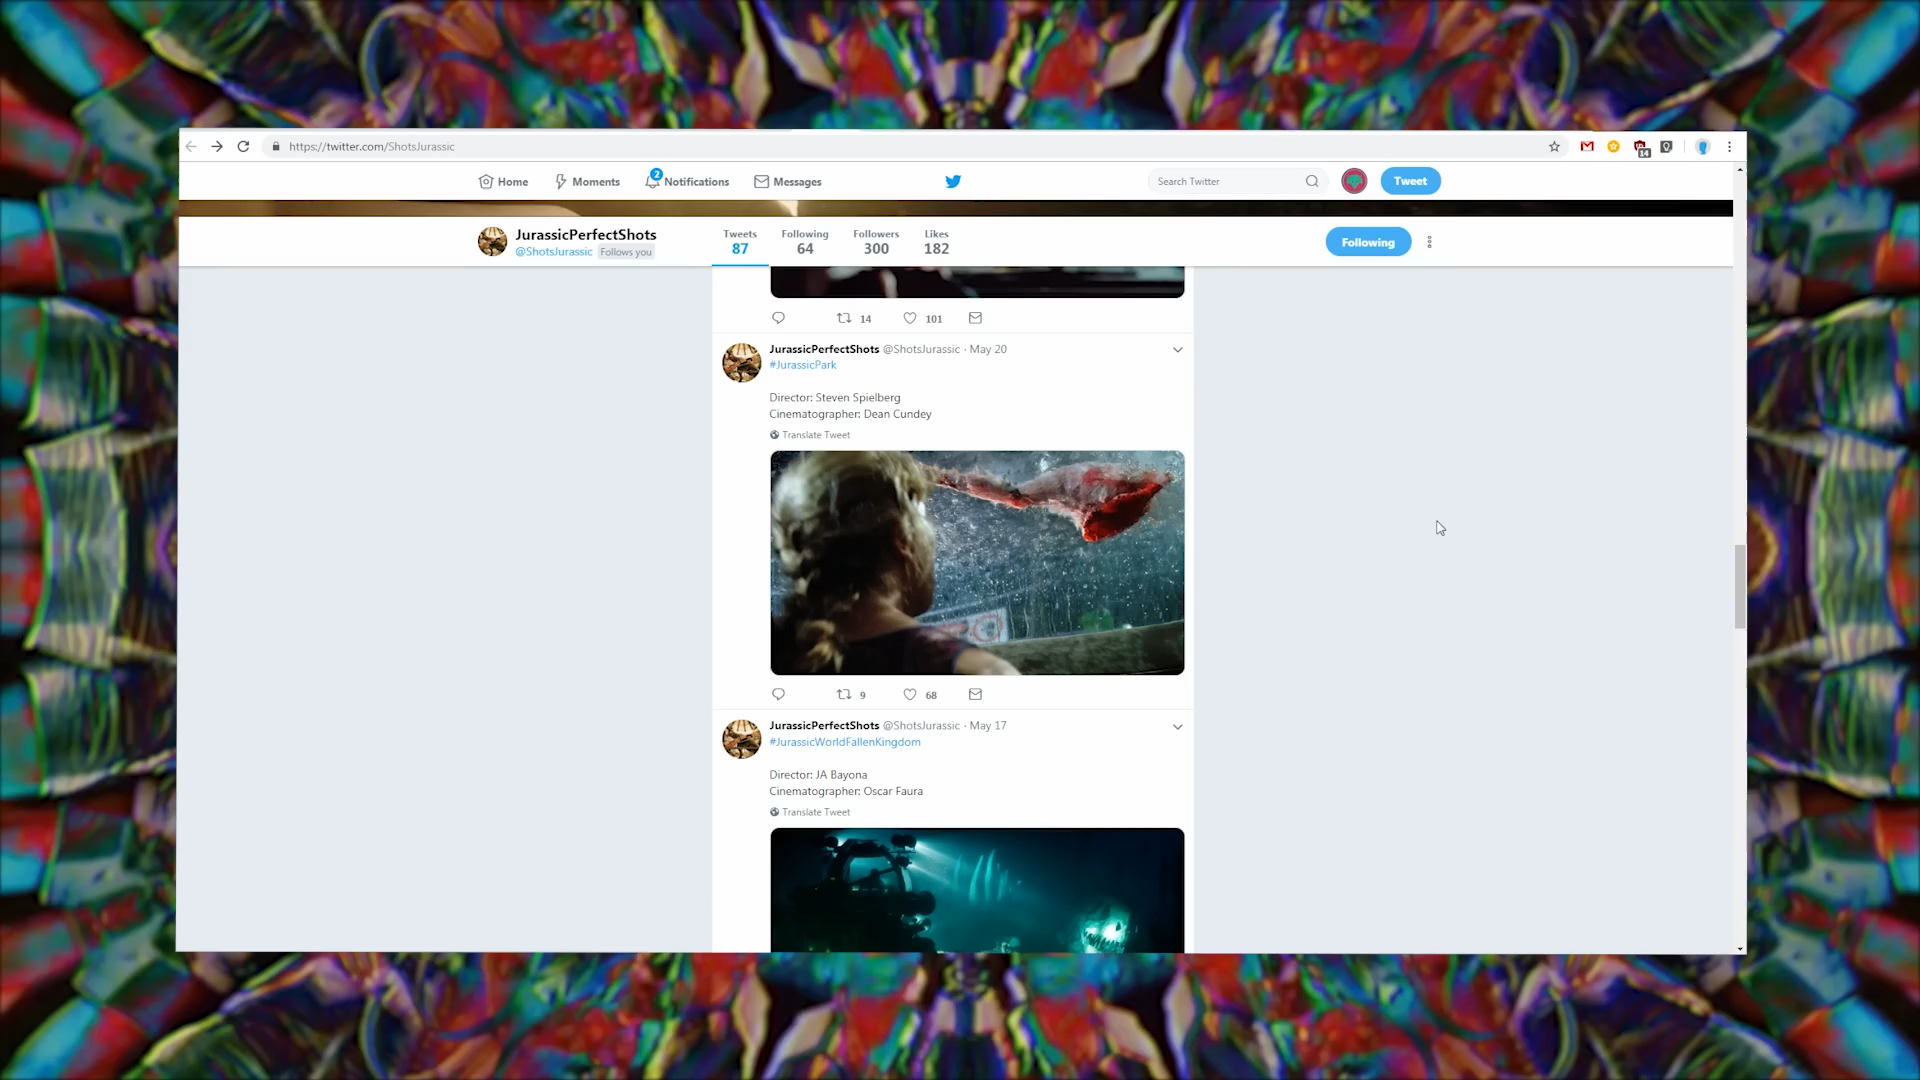 https://twitter.com/ShotsJurassic
14
Home
Moments
2
Notifications
Messages
Search Twitter
Tweet
JurassicPerfectShots
@ShotsJurassic Follows you
Tweets
87
Following
64
Followers
300
Likes
182
Following
14
101
JurassicPerfectShots @ShotsJurassic · May 20
#JurassicPark
Director: Steven Spielberg
Cinematographer: Dean Cundey
Translate Tweet
9
68
JurassicPerfectShots @ShotsJurassic · May 17
#JurassicWorldFallenKingdom
Director: JA Bayona
Cinematographer: Oscar Faura
Translate Tweet